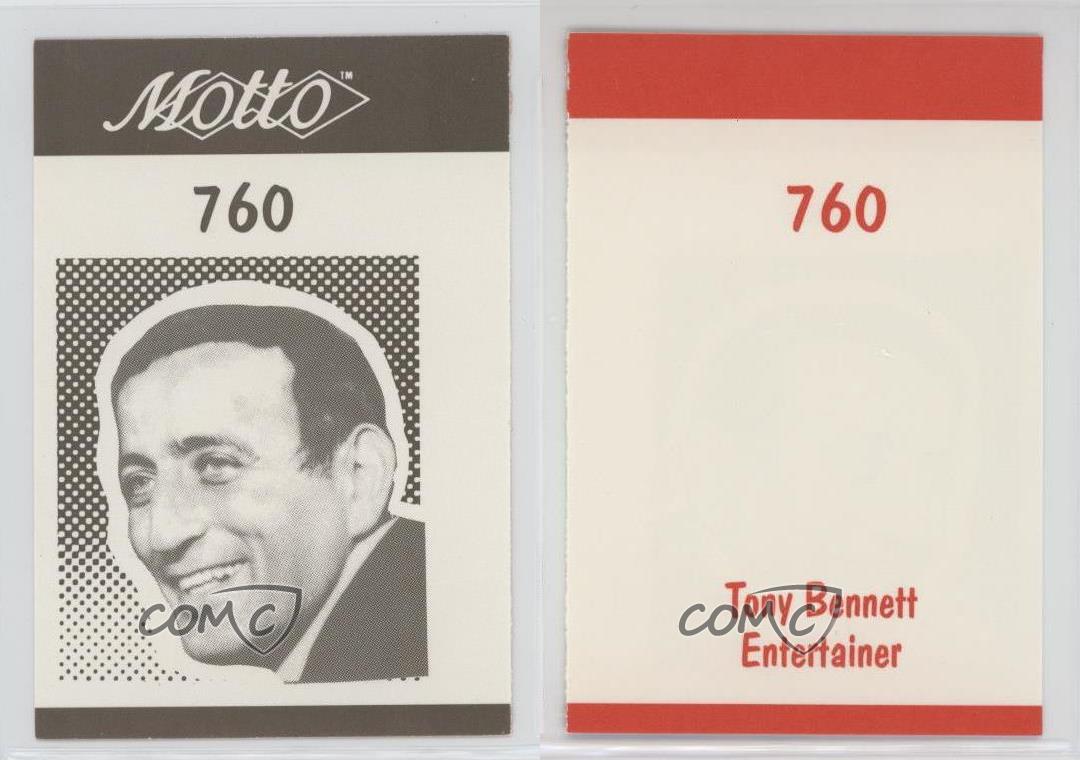 Motto™
760
COMC
760
Tony Bennett
COMC
Entertainer